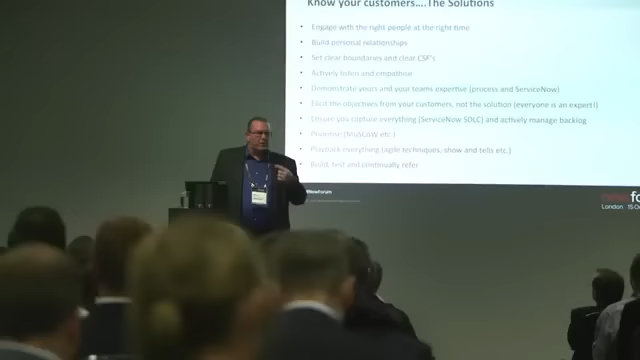 Know your customers....The Solutions
• Engage with the right people at the right time
• Build personal relationships
• Set clear boundaries and clear CSF's
• Actively listen and empathise
• Demonstrate yours and your teams expertise (process and ServiceNow)
• Elicit the objectives from your customers, not the solution (everyone is an expert!)
• Ensure you capture everything (ServiceNow SDLC) and actively manage backlog
• Prioritise (MoSCoW etc.)
• Playback everything (agile techniques, show and tells etc.)
• Build, test and continually refer
#NowForum
London 15 O